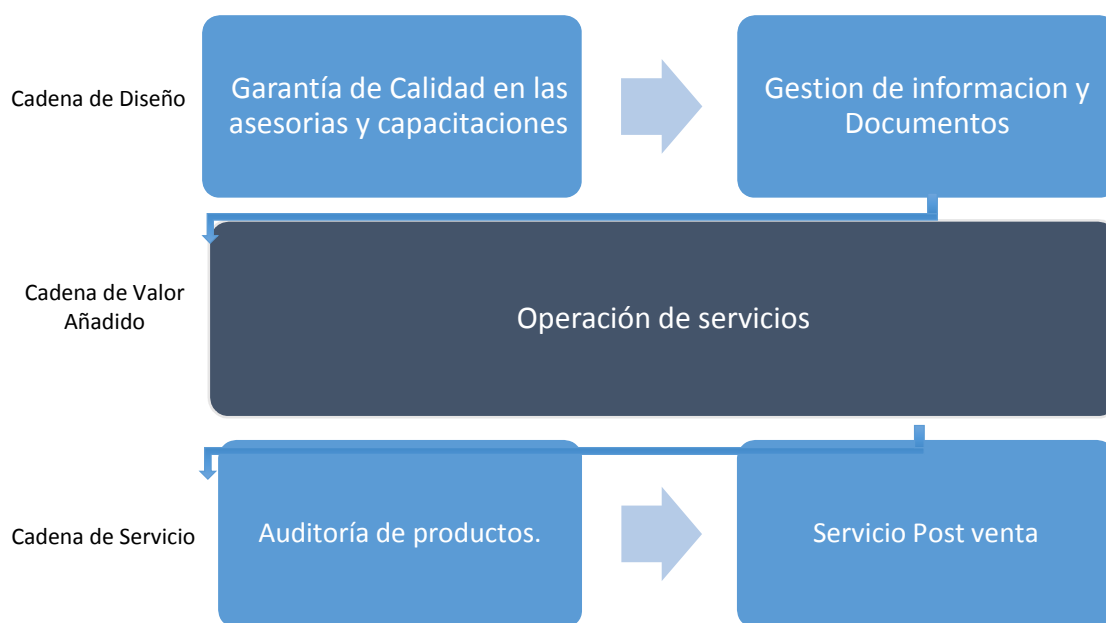 Cadena de Diseño
Garantía de Calidad en las
asesorias y capacitaciones
Gestion de informacion y
Documentos
Cadena de Valor
Añadido
Operación de servicios
Cadena de Servicio
Auditoría de productos.
Servicio Post venta